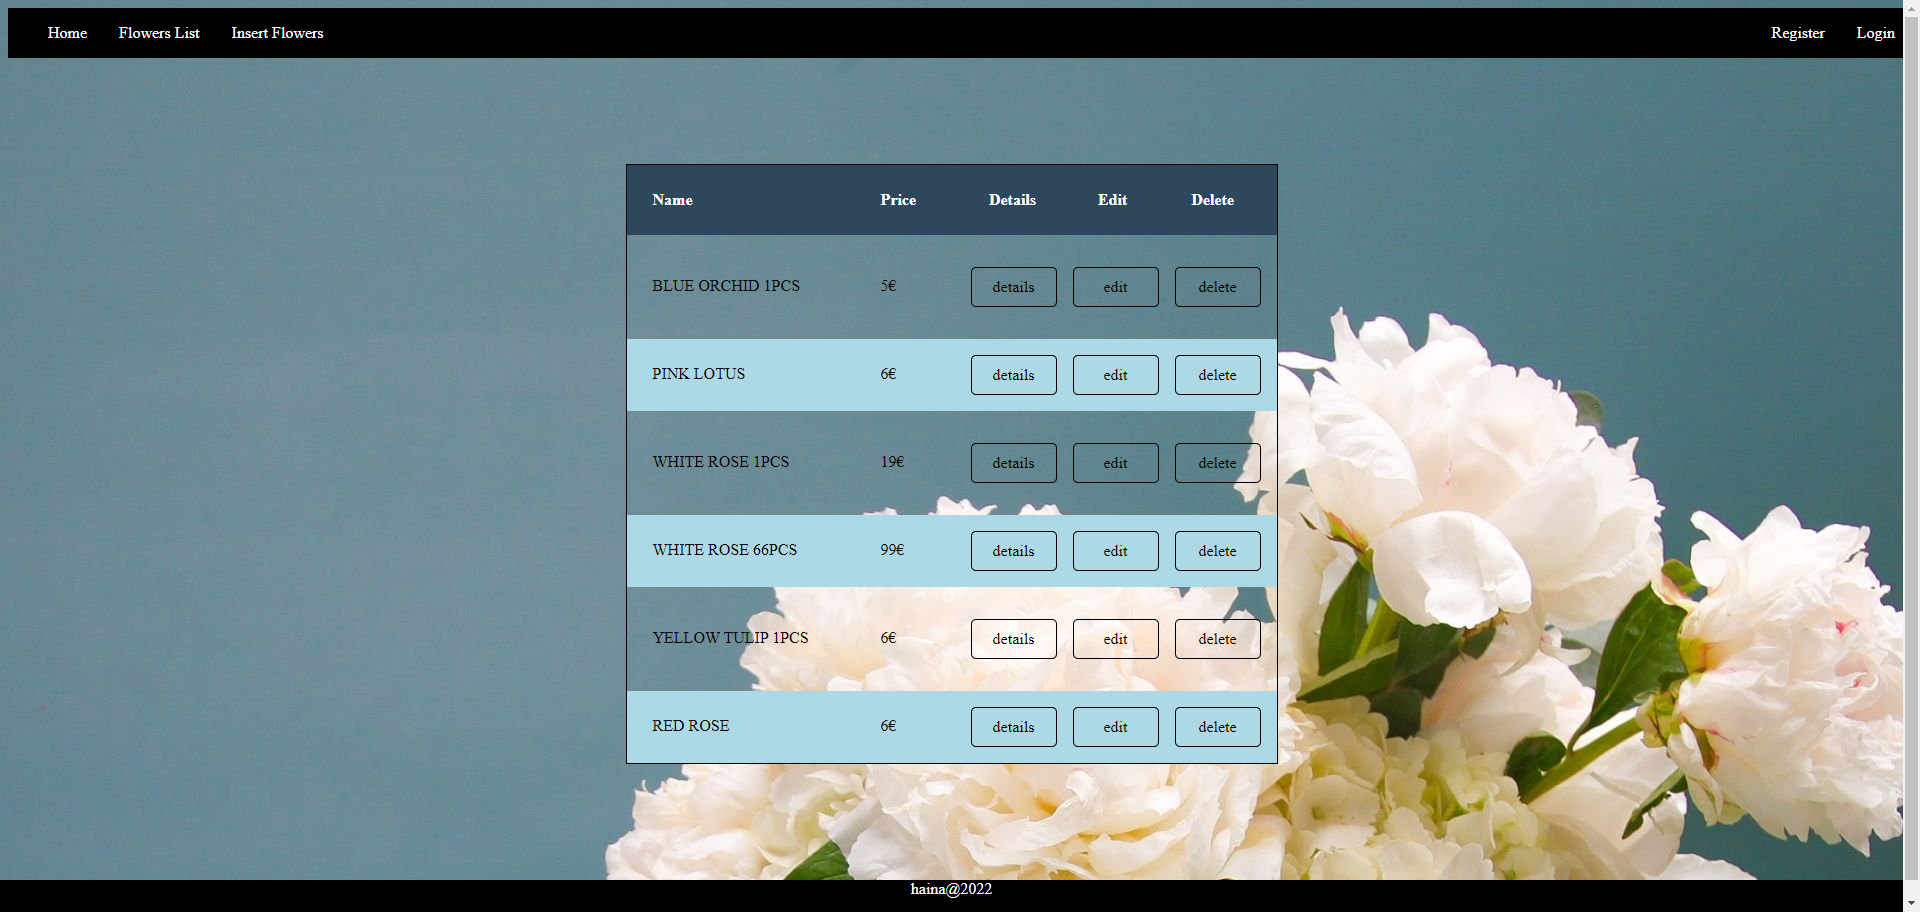 Home Flowers List Insert Flowers Register Login
Name Price Details Edit Delete
BLUE ORCHID 1PCS 5€ details edit delete
PINK LOTUS 6€ details edit delete
WHITE ROSE 1PCS 19€ details edit delete
WHITE ROSE 66PCS 99€ details edit delete
YELLOW TULIP 1PCS 6€ details edit delete
RED ROSE 6€ details edit delete
haina@2022